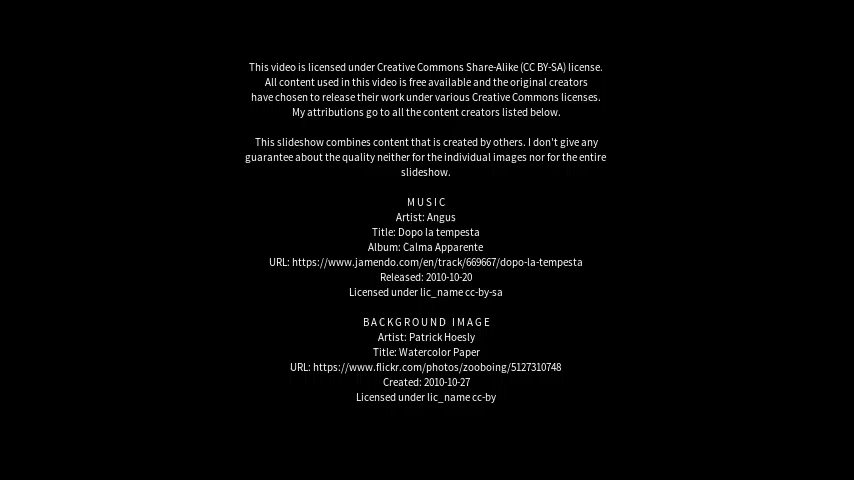 This video is licensed under Creative Commons Share-Alike (CC BY-SA) license.
All content used in this video is free available and the original creators
have chosen to release their work under various Creative Commons licenses.
My attributions go to all the content creators listed below.
This slideshow combines content that is created by others. I don't give any
guarantee about the quality neither for the individual images nor for the entire
slideshow.
MUSIC
Artist: Angus
Title: Dopo la tempesta
Album: Calma Apparente
URL: https://www.jamendo.com/en/track/669667/dopo-la-tempesta
Released: 2010-10-20
Licensed under lic_name cc-by-sa
BACKGROUND IMAGE
Artist: Patrick Hoesly
Title: Watercolor Paper
URL: https://www.flickr.com/photos/zooboing/5127310748
Created: 2010-10-27
Licensed under lic_name cc-by